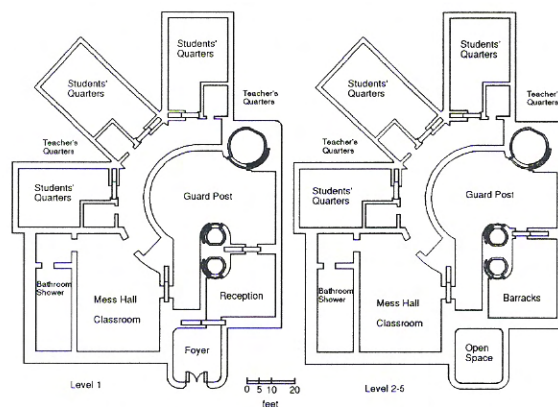 Students'
Quarters
Students'
Quarters
Teacher's
Quarters
Teacher's
Quarters
Students'
Quarters
Guard Post
Bathroom
Shower
Mess Hall
Classroom
Reception
Foyer
Level 1
0 5 10 20
feet
Students'
Quarters
Students'
Quarters
Teacher's
Quarters
Teacher's
Quarters
Students'
Quarters
Guard Post
Bathroom
Shower
Mess Hall
Classroom
Barracks
Open
Space
Level 2-5